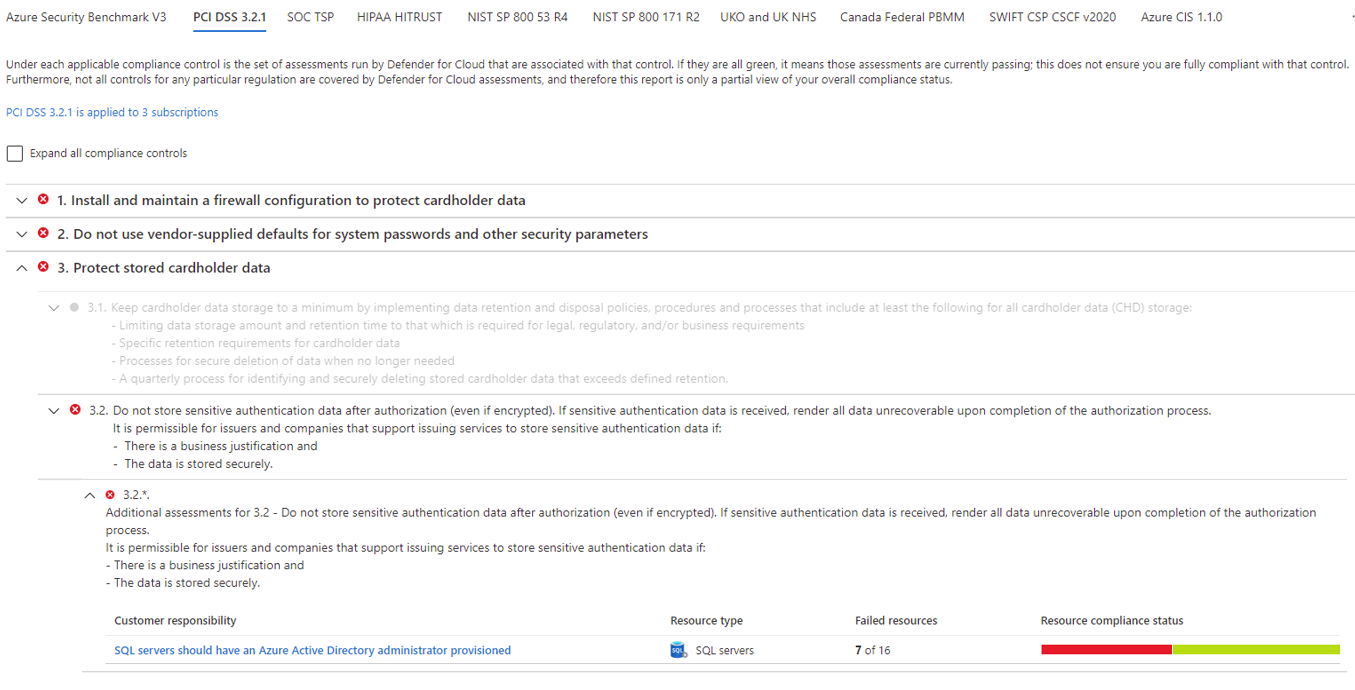 Azure Security Benchmark V3 PCI DSS 3.2.1 SOC TSP HIPAA HITRUST NIST SP 800 53 R4 NIST SP 800 171 R2 UKO and UK NHS Canada Federal PBMM SWIFT CSP CSCF v2020 Azure CIS 1.1.0
Under each applicable compliance control is the set of assessments run by Defender for Cloud that are associated with that control. If they are all green, it means those assessments are currently passing; this does not ensure you are fully compliant with that control.
Furthermore, not all controls for any particular regulation are covered by Defender for Cloud assessments, and therefore this report is only a partial view of your overall compliance status.
PCI DSS 3.2.1 is applied to 3 subscriptions
Expand all compliance controls
1. Install and maintain a firewall configuration to protect cardholder data
2. Do not use vendor-supplied defaults for system passwords and other security parameters
3. Protect stored cardholder data
3.1. Keep cardholder data storage to a minimum by implementing data retention and disposal policies, procedures and processes that include at least the following for all cardholder data (CHD) storage:
- Limiting data storage amount and retention time to that which is required for legal, regulatory, and/or business requirements
- Specific retention requirements for cardholder data
- Processes for secure deletion of data when no longer needed
- A quarterly process for identifying and securely deleting stored cardholder data that exceeds defined retention.
3.2. Do not store sensitive authentication data after authorization (even if encrypted). If sensitive authentication data is received, render all data unrecoverable upon completion of the authorization process.
It is permissible for issuers and companies that support issuing services to store sensitive authentication data if:
- There is a business justification and
- The data is stored securely.
3.2.*.
Additional assessments for 3.2 - Do not store sensitive authentication data after authorization (even if encrypted). If sensitive authentication data is received, render all data unrecoverable upon completion of the authorization
process.
It is permissible for issuers and companies that support issuing services to store sensitive authentication data if:
- There is a business justification and
- The data is stored securely.
Customer responsibility Resource type Failed resources Resource compliance status
SQL servers should have an Azure Active Directory administrator provisioned SQL SQL servers 7 of 16